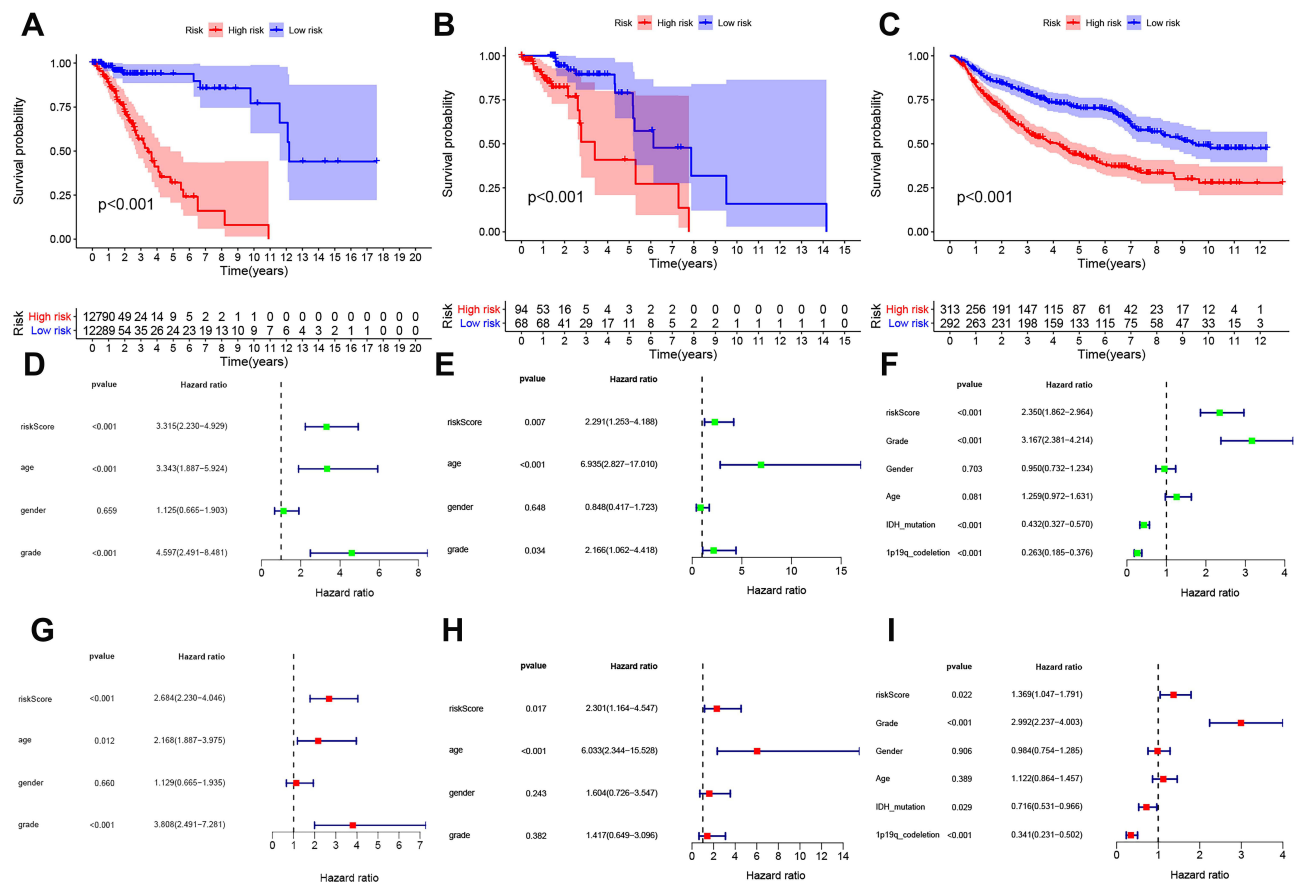 A
Risk High risk Low risk
Survival probability
1.00
0.75
0.50
0.25
0.00
p<0.001
0 1 2 3 4 5 6 7 8 9 10 11 12 13 14 15 16 17 18 19 20
Time(years)
Risk
High risk 12790 49 24 14 9 5 2 2 1 1 0 0 0 0 0 0 0 0 0 0
Low risk 12289 54 35 26 24 23 19 13 10 9 7 6 4 3 2 1 1 0 0 0
0 1 2 3 4 5 6 7 8 9 10 11 12 13 14 15 16 17 18 19 20
Time(years)
B
Risk High risk Low risk
Survival probability
1.00
0.75
0.50
0.25
0.00
p<0.001
0 1 2 3 4 5 6 7 8 9 10 11 12 13 14 15
Time(years)
Risk
High risk 94 53 16 5 4 3 2 2 0 0 0 0 0 0 0 0
Low risk 68 68 41 29 17 11 8 5 2 2 1 1 1 1 1 0
0 1 2 3 4 5 6 7 8 9 10 11 12 13 14 15
Time(years)
C
Risk High risk Low risk
Survival probability
1.00
0.75
0.50
0.25
0.00
p<0.001
0 1 2 3 4 5 6 7 8 9 10 11 12
Time(years)
Risk
High risk 313 256 191 147 115 87 61 42 23 17 12 4 1
Low risk 292 263 231 198 159 133 115 75 58 47 33 15 3
0 1 2 3 4 5 6 7 8 9 10 11 12
Time(years)
D
pvalue Hazard ratio
riskScore <0.001 3.315(2.230−4.929)
age <0.001 3.343(1.887−5.924)
gender 0.659 1.125(0.665−1.903)
grade <0.001 4.597(2.491−8.481)
0 2 4 6 8
Hazard ratio
E
pvalue Hazard ratio
riskScore 0.007 2.291(1.253−4.188)
age <0.001 6.935(2.827−17.010)
gender 0.648 0.848(0.417−1.723)
grade 0.034 2.166(1.062−4.418)
0 5 10 15
Hazard ratio
F
pvalue Hazard ratio
riskScore <0.001 2.350(1.862−2.964)
Grade <0.001 3.167(2.381−4.214)
Gender 0.703 0.950(0.732−1.234)
Age 0.081 1.259(0.972−1.631)
IDH_mutation <0.001 0.432(0.327−0.570)
1p19q_codeletion <0.001 0.263(0.185−0.376)
0 1 2 3 4
Hazard ratio
G
pvalue Hazard ratio
riskScore <0.001 2.684(2.230−4.046)
age 0.012 2.168(1.887−3.975)
gender 0.660 1.129(0.665−1.935)
grade <0.001 3.808(2.491−7.281)
0 1 2 3 4 5 6 7
Hazard ratio
H
pvalue Hazard ratio
riskScore 0.017 2.301(1.164−4.547)
age <0.001 6.033(2.344−15.528)
gender 0.243 1.604(0.726−3.547)
grade 0.382 1.417(0.649−3.096)
0 2 4 6 8 10 12 14
Hazard ratio
I
pvalue Hazard ratio
riskScore 0.022 1.369(1.047−1.791)
Grade <0.001 2.992(2.237−4.003)
Gender 0.906 0.984(0.754−1.285)
Age 0.389 1.122(0.864−1.457)
IDH_mutation 0.029 0.716(0.531−0.966)
1p19q_codeletion <0.001 0.341(0.231−0.502)
0 1 2 3 4
Hazard ratio